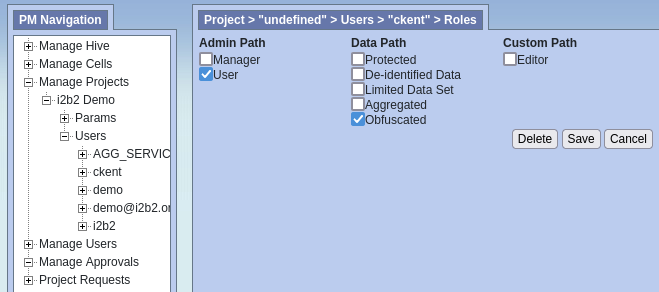 PM Navigation
Manage Hive
Manage Cells
Manage Projects
i2b2 Demo
Params
Users
AGG_SERVIC
ckent
demo
demo@i2b2.or
i2b2
Manage Users
Manage Approvals
Project Requests
Project > "undefined" > Users > "ckent" > Roles
Admin Path Data Path Custom Path
Manager Protected Editor
User De-identified Data
Limited Data Set
Aggregated
Obfuscated
Delete Save Cancel